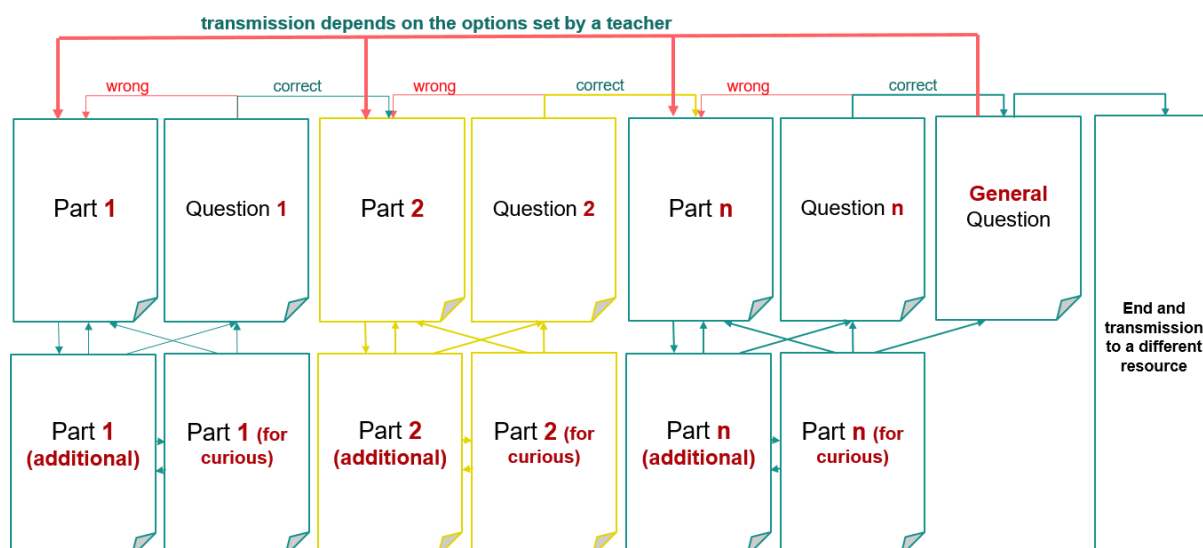 transmission depends on the options set by a teacher
wrong
correct
wrong
correct
wrong
correct
Part 1
Question 1
Part 2
Question 2
Part n
Question n
General
Question
End and
transmission
to a different
resource
Part 1
(additional)
Part 1 (for
curious)
Part 2
(additional)
Part 2 (for
curious)
Part n
(additional)
Part n (for
curious)